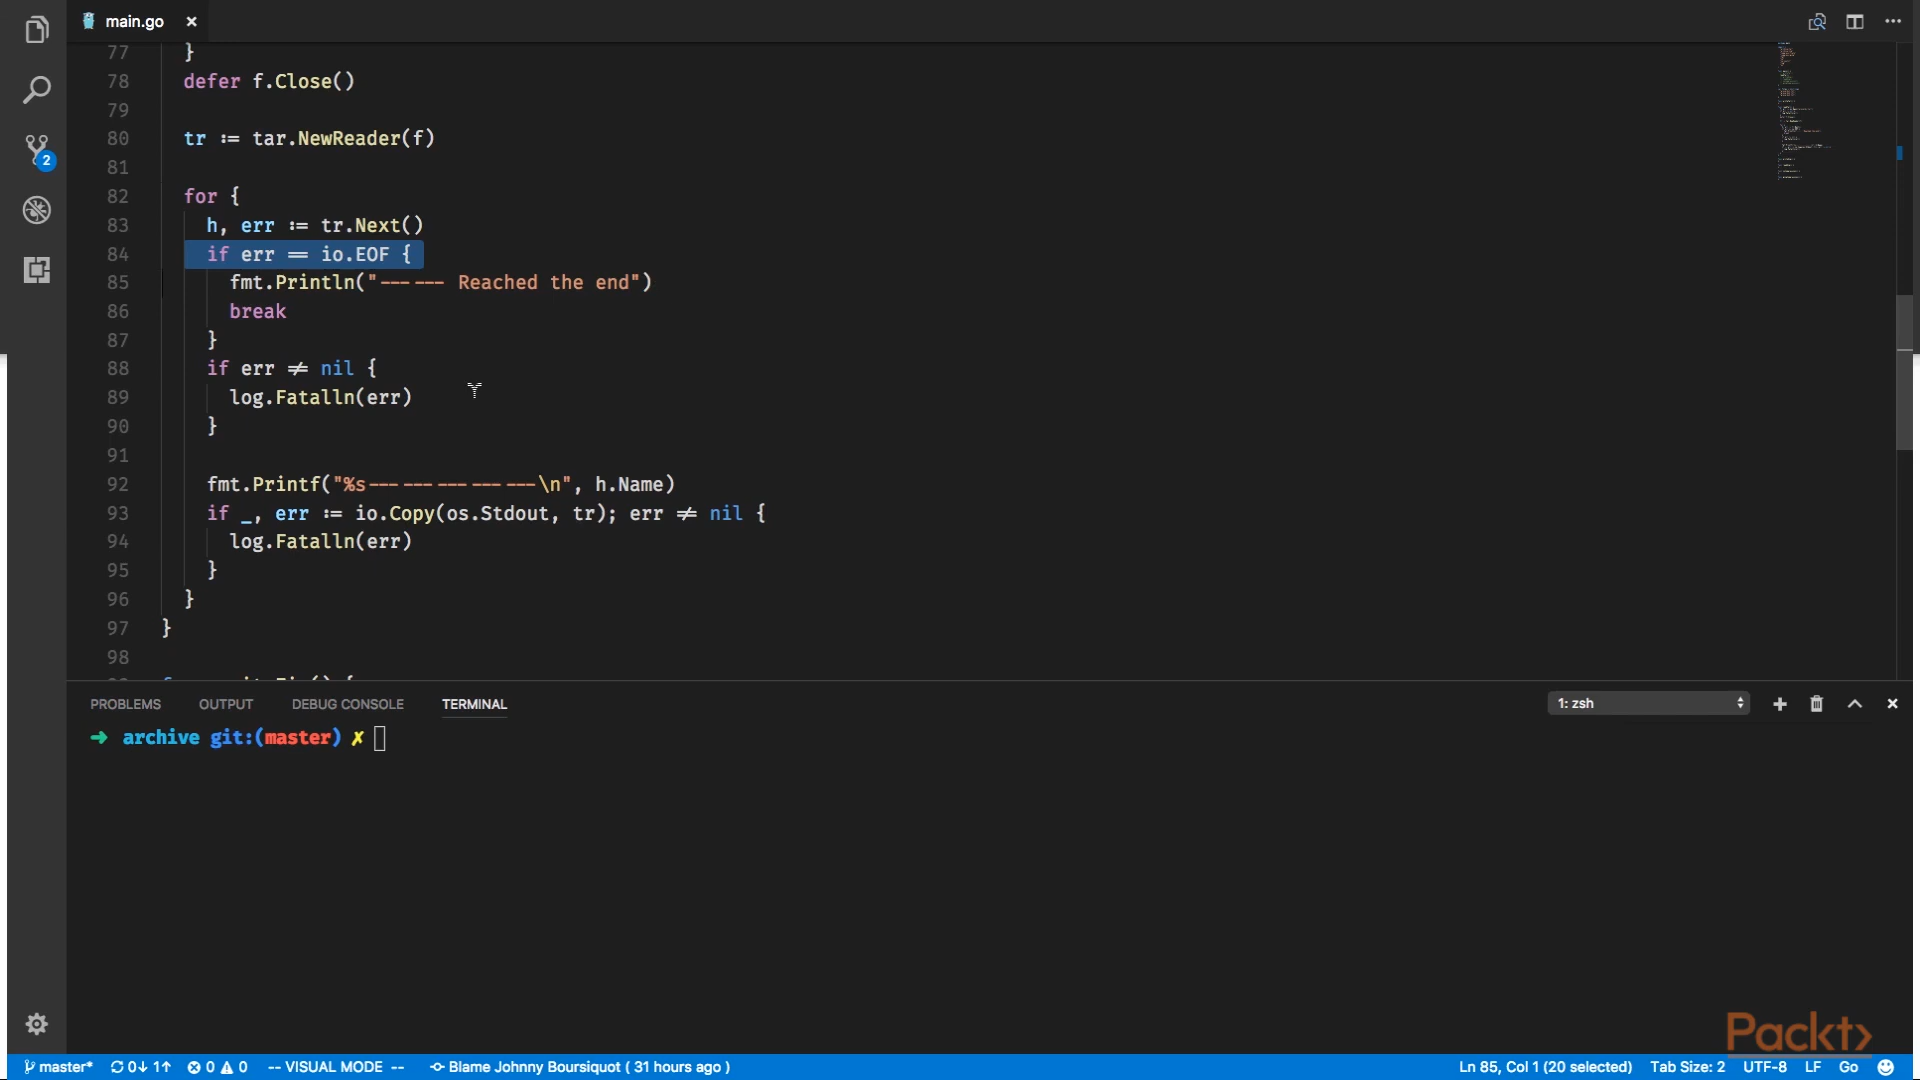 main.go
77 }
78 defer f.Close()
79
80 tr := tar.NewReader(f)
81
82 for {
83 h, err := tr.Next()
84 if err == io.EOF {
85 fmt.Println("------ Reached the end")
86 break
87 }
88 if err != nil {
89 log.Fatalln(err)
90 }
91
92 fmt.Printf("%s---------------\n", h.Name)
93 if _, err := io.Copy(os.Stdout, tr); err != nil {
94 log.Fatalln(err)
95 }
96 }
97 }
98
2
PROBLEMS OUTPUT DEBUG CONSOLE TERMINAL 1: zsh
➜ archive git:(master) ✗
Packt>
master* 0↓ 1↑ 0 0 -- VISUAL MODE -- Blame Johnny Boursiquot ( 31 hours ago ) Ln 85, Col 1 (20 selected) Tab Size: 2 UTF-8 LF Go